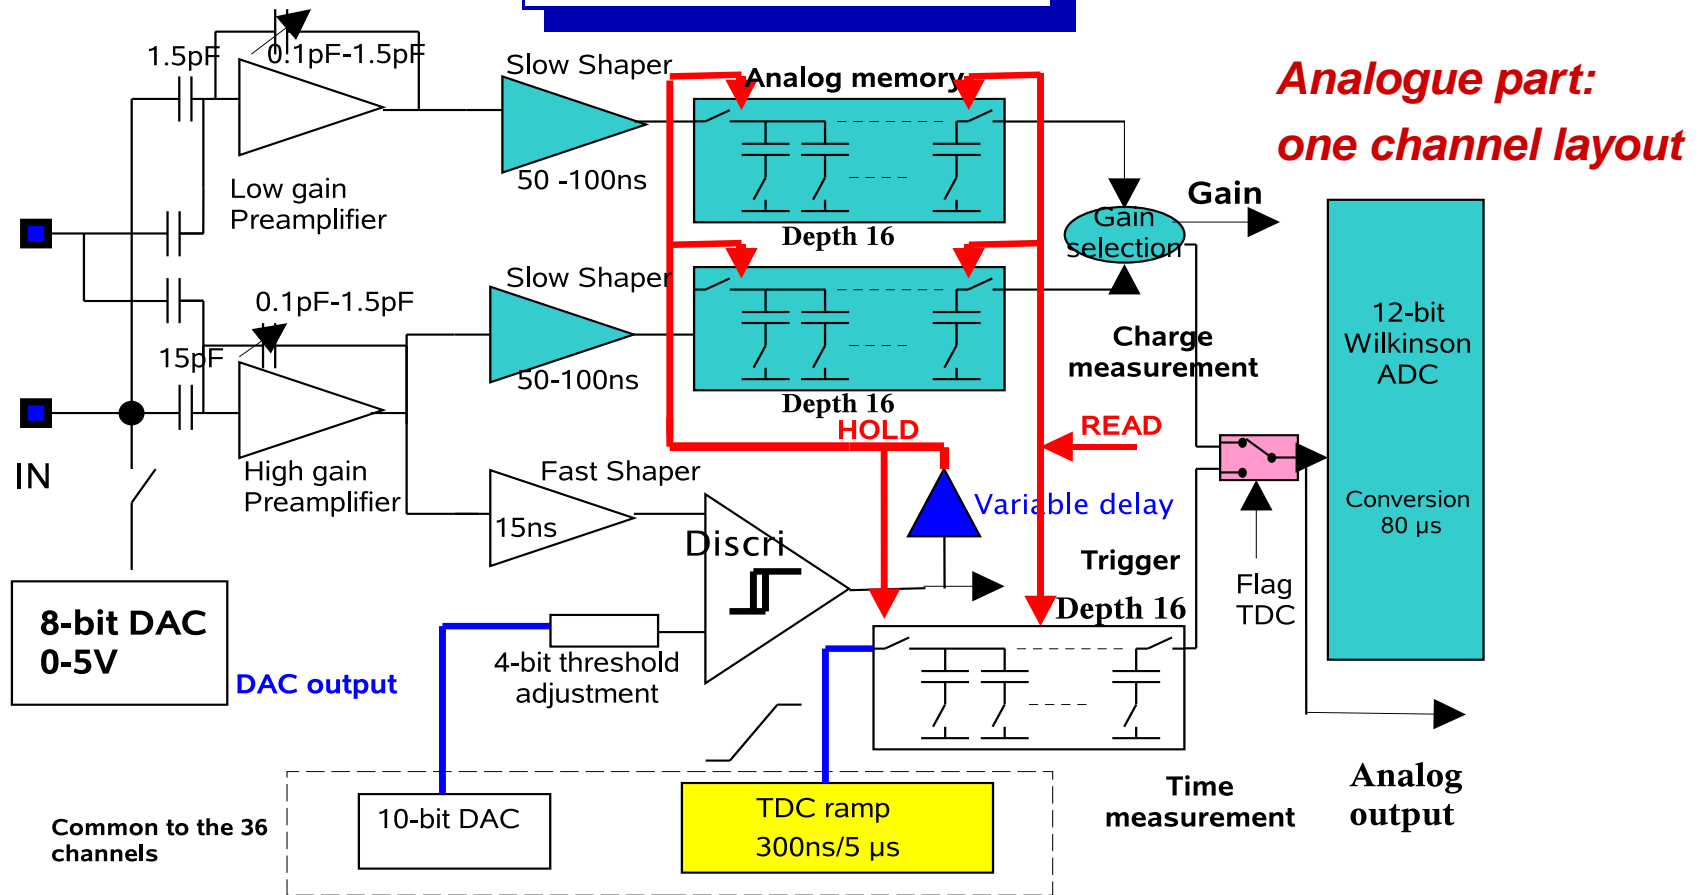 Analogue part:
one channel layout
1.5pF
0.1pF-1.5pF
Slow Shaper
Analog memory
50 -100ns
Low gain
Preamplifier
Depth 16
Gain
Gain
selection
Slow Shaper
0.1pF-1.5pF
15pF
50-100ns
Depth 16
Charge
measurement
12-bit
Wilkinson
ADC
Conversion
80 µs
HOLD
READ
IN
High gain
Preamplifier
Fast Shaper
15ns
Discri
Variable delay
Trigger
Depth 16
Flag
TDC
8-bit DAC
0-5V
DAC output
4-bit threshold
adjustment
Time
measurement
Analog
output
Common to the 36
channels
10-bit DAC
TDC ramp
300ns/5 µs